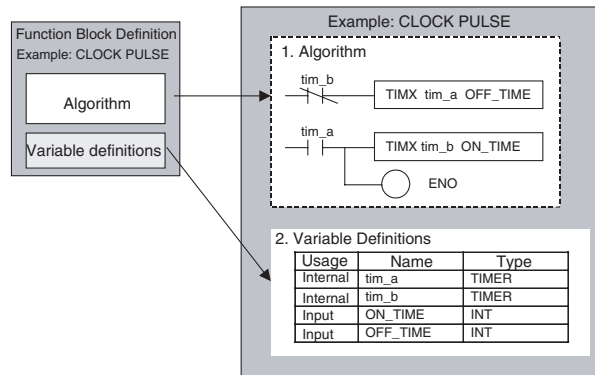 Function Block Definition
Example: CLOCK PULSE
Algorithm
Variable definitions
Example: CLOCK PULSE
1. Algorithm
tim_b
TIMX tim_a OFF_TIME
tim_a
TIMX tim_b ON_TIME
ENO
2. Variable Definitions
Usage Name Type
Internal tim_a TIMER
Internal tim_b TIMER
Input ON_TIME INT
Input OFF_TIME INT